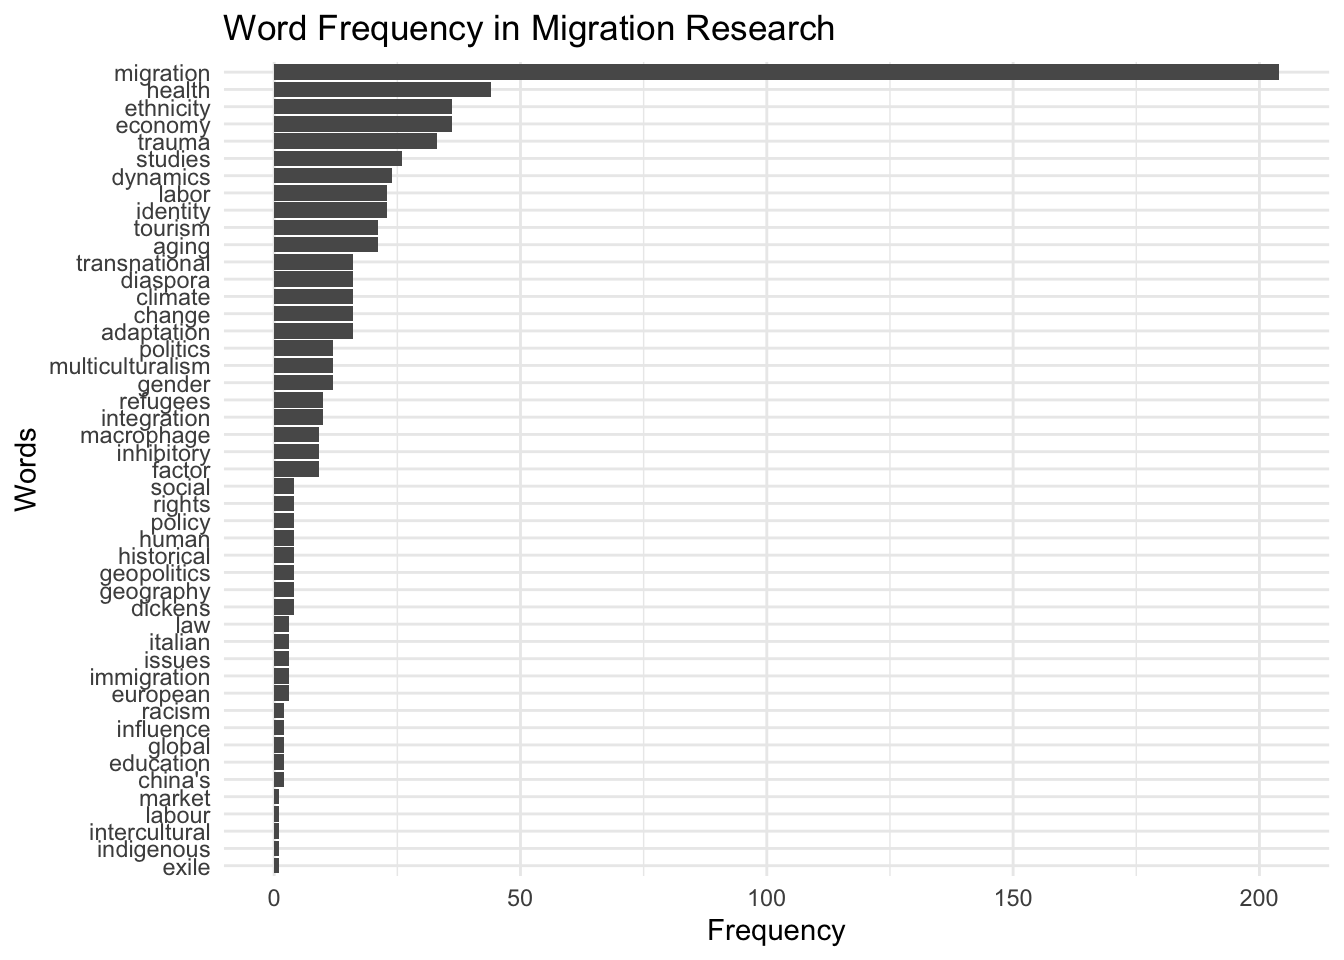 Word Frequency in Migration Research
migration
health
ethnicity
economy
trauma
studies
dynamics
labor
identity
tourism
aging
transnational
diaspora
climate
change
adaptation
politics
multiculturalism
gender
refugees
integration
macrophage
inhibitory
factor
social
rights
policy
human
historical
geopolitics
geography
dickens
law
italian
issues
immigration
european
racism
influence
global
education
china's
market
labour
intercultural
indigenous
exile
Words
0 50 100 150 200
Frequency